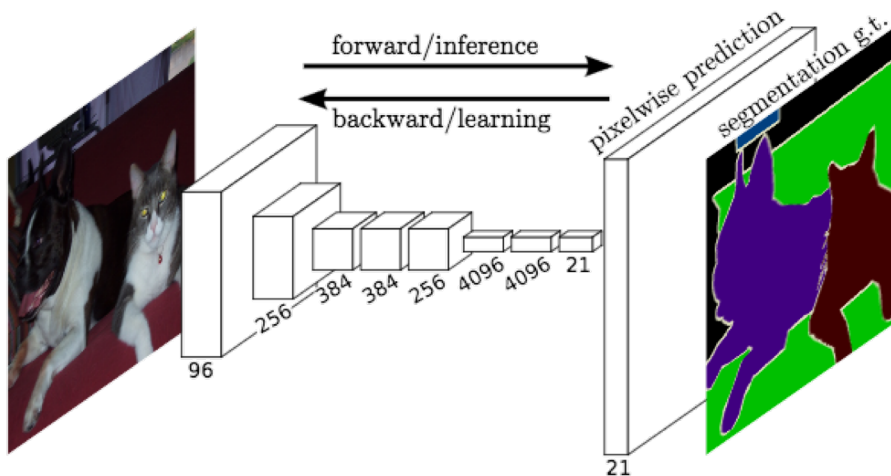 forward/inference
backward/learning
pixelwise prediction
segmentation g.t.
96
256
384
384
256
4096
4096
21
21